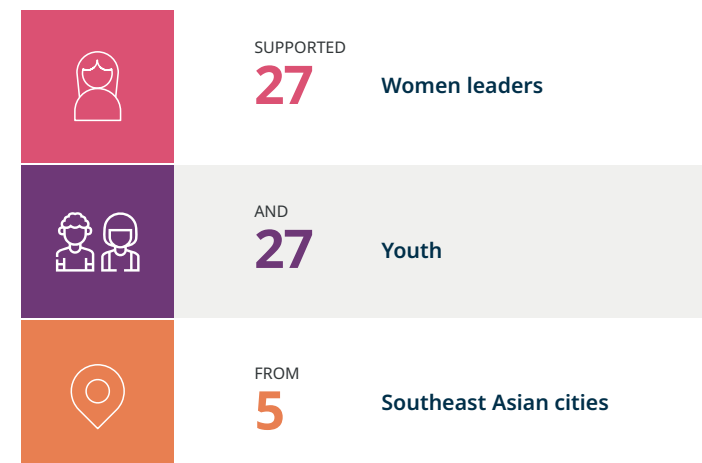 SUPPORTED
27
Women leaders
AND
27
Youth
FROM
5
Southeast Asian cities